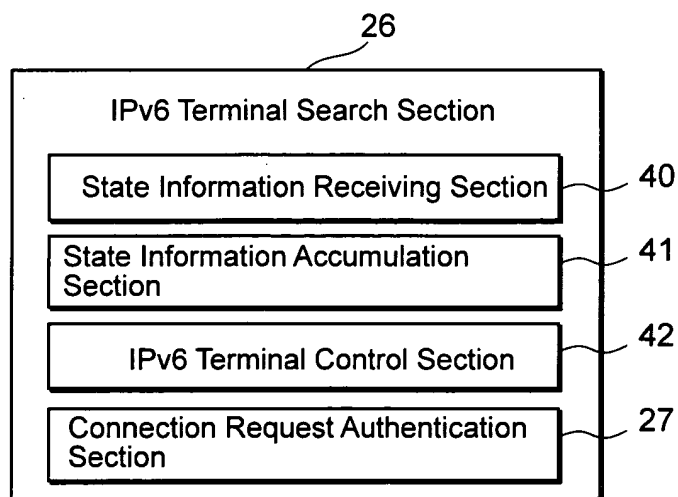 26
IPv6 Terminal Search Section
State Information Receiving Section
40
State Information Accumulation
Section
41
IPv6 Terminal Control Section
42
Connection Request Authentication
Section
27